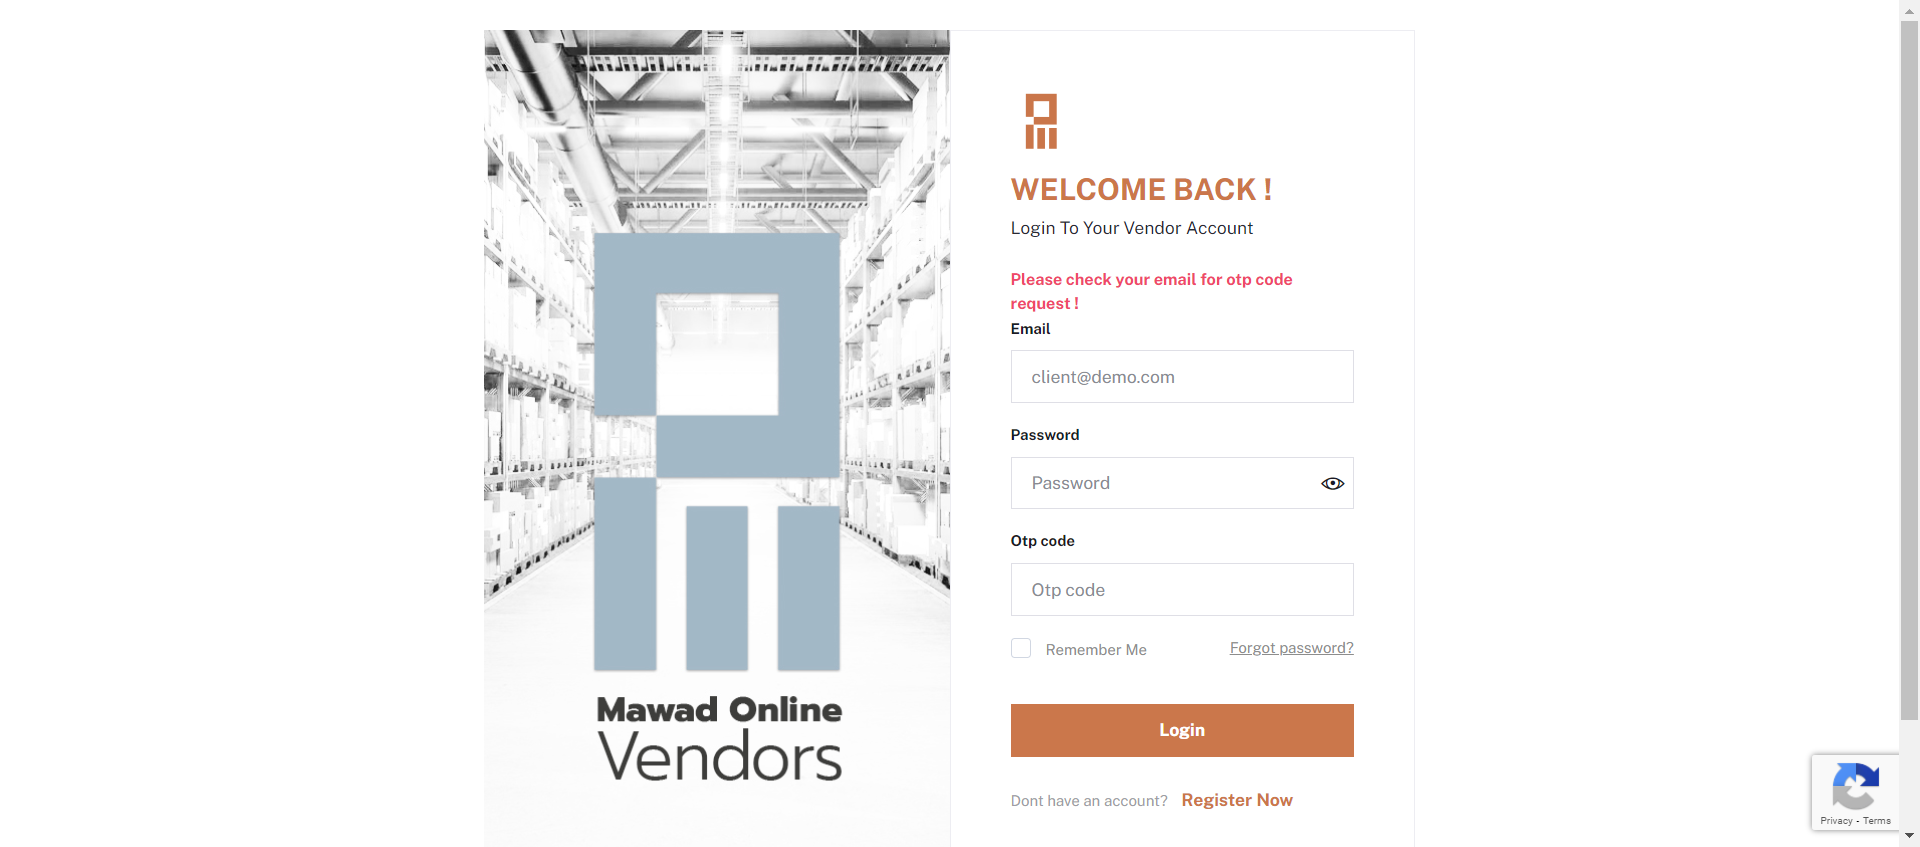 Mawad Online
Vendors
WELCOME BACK !
Login To Your Vendor Account
Please check your email for otp code
request !
Email
client@demo.com
Password
Password
Otp code
Otp code
Remember Me
Forgot password?
Login
Dont have an account? Register Now
Privacy - Terms